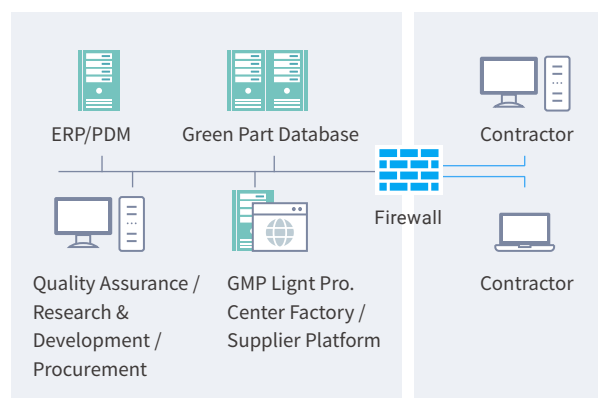 ERP/PDM
Green Part Database
Contractor
Firewall
Quality Assurance /
Research &
Development /
Procurement
GMP Lignt Pro.
Center Factory /
Supplier Platform
Contractor